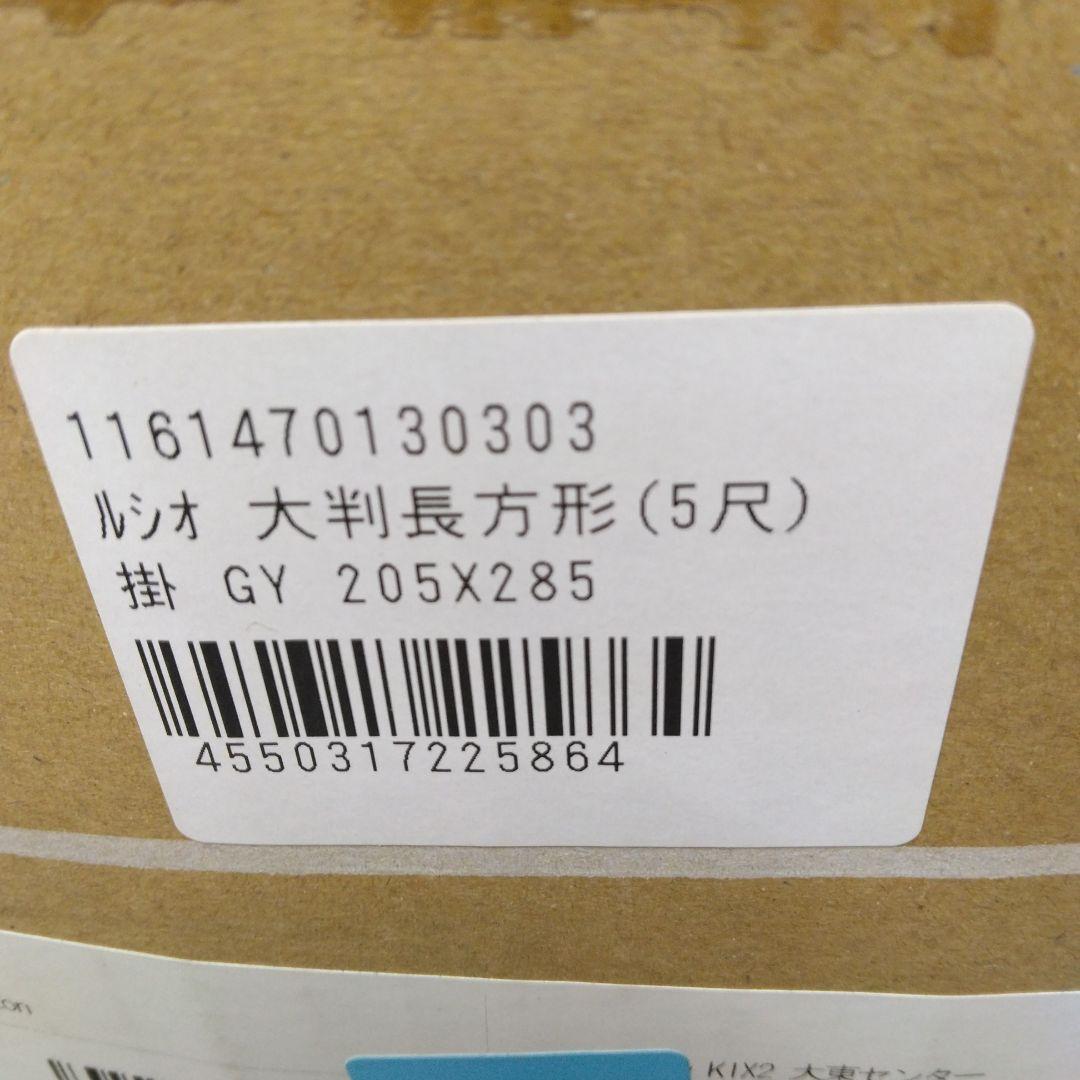 1161470130303
ﾙｼｵ 大判長方形(5尺)
掛 GY 205X285
4550317225864
KIX2 大東センター